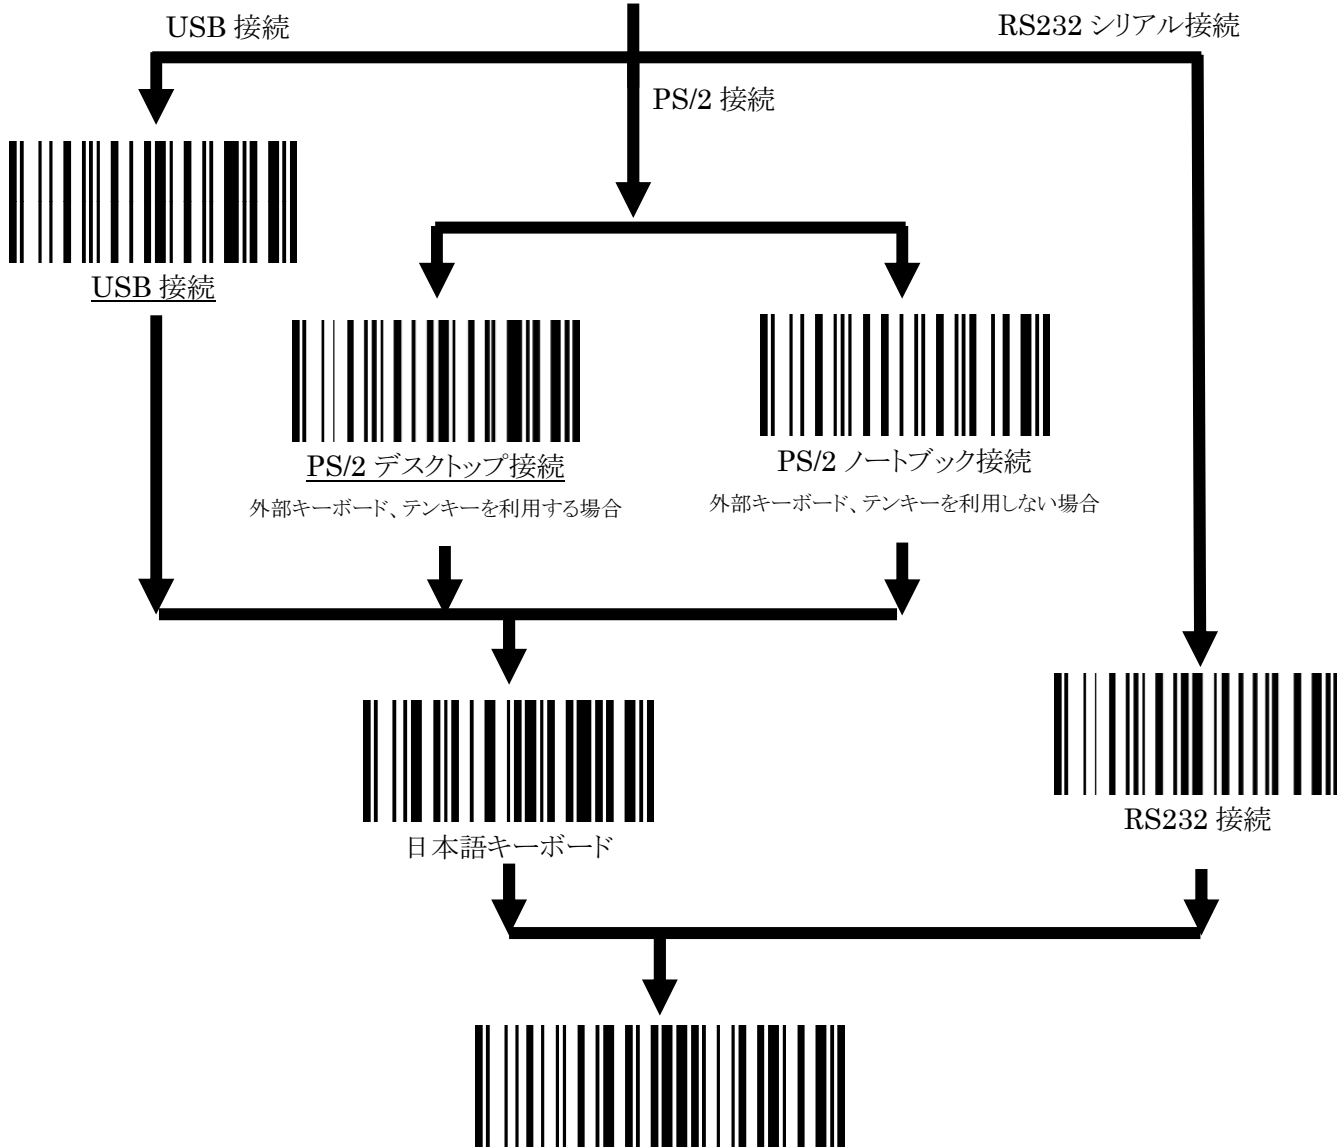 USB 接続
RS232 シリアル接続
PS/2 接続
USB 接続
PS/2 デスクトップ接続
外部キーボード、テンキーを利用する場合
PS/2 ノートブック接続
外部キーボード、テンキーを利用しない場合
日本語キーボード
RS232 接続